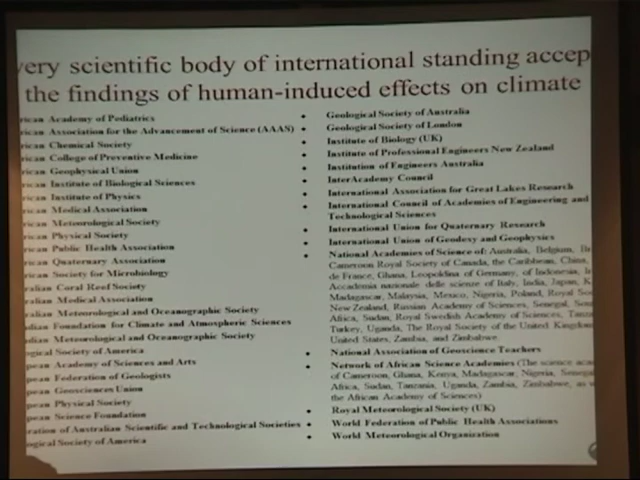 very scientific body of international standing accep
the findings of human-induced effects on climate
rican Academy of Pediatrics
rican Association for the Advancement of Science (AAAS)
rican Chemical Society
rican College of Preventive Medicine
rican Geophysical Union
rican Institute of Biological Sciences
rican Institute of Physics
rican Medical Association
rican Meteorological Society
rican Physical Society
rican Public Health Association
rican Quaternary Association
rican Society for Microbiology
ralian Coral Reef Society
ralian Medical Association
ralian Meteorological and Oceanographic Society
dian Foundation for Climate and Atmospheric Sciences
dian Meteorological and Oceanographic Society
ogical Society of America
pean Academy of Sciences and Arts
pean Federation of Geologists
pean Geosciences Union
pean Physical Society
pean Science Foundation
ration of Australian Scientific and Technological Societies
ogical Society of America
• Geological Society of Australia
• Geological Society of London
• Institute of Biology (UK)
• Institute of Professional Engineers New Zealand
• Institution of Engineers Australia
• InterAcademy Council
• International Association for Great Lakes Research
• International Council of Academies of Engineering and
Technological Sciences
• International Union for Quaternary Research
• International Union of Geodesy and Geophysics
• National Academies of Science of: Australia, Belgium, Br
Cameroon Royal Society of Canada, the Caribbean, China,
de France, Ghana, Leopoldina of Germany, of Indonesia, Ir
Accademia nazionale delle scienze of Italy, India, Japan, K
Madagascar, Malaysia, Mexico, Nigeria, Poland, Royal Soc
New Zealand, Russian Academy of Sciences, Senegal, Sou
Africa, Sudan, Royal Swedish Academy of Sciences, Tanz
Turkey, Uganda, The Royal Society of the United Kingdom
United States, Zambia, and Zimbabwe.
• National Association of Geoscience Teachers
• Network of African Science Academies (The science aca
of Cameroon, Ghana, Kenya, Madagascar, Nigeria, Senegal
Africa, Sudan, Tanzania, Uganda, Zambia, Zimbabwe, as w
the African Academy of Sciences)
• Royal Meteorological Society (UK)
• World Federation of Public Health Associations
• World Meteorological Organization